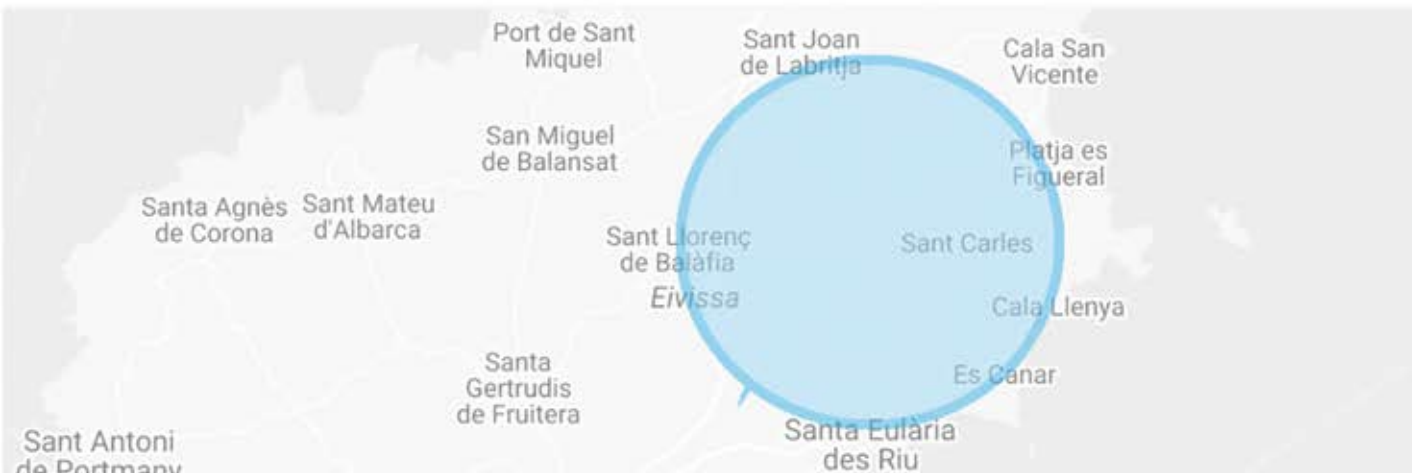 Port de Sant
Miquel
Sant Joan
de Labritja
Cala San
Vicente
San Miguel
de Balansat
Platja es
Figueral
Santa Agnès
de Corona
Sant Mateu
d'Albarca
Sant Llorenç
de Balàfia
Sant Carles
Eivissa
Cala Llenya
Santa
Gertrudis
de Fruitera
Es Canar
Sant Antoni
de Portmany
Santa Eulària
des Riu